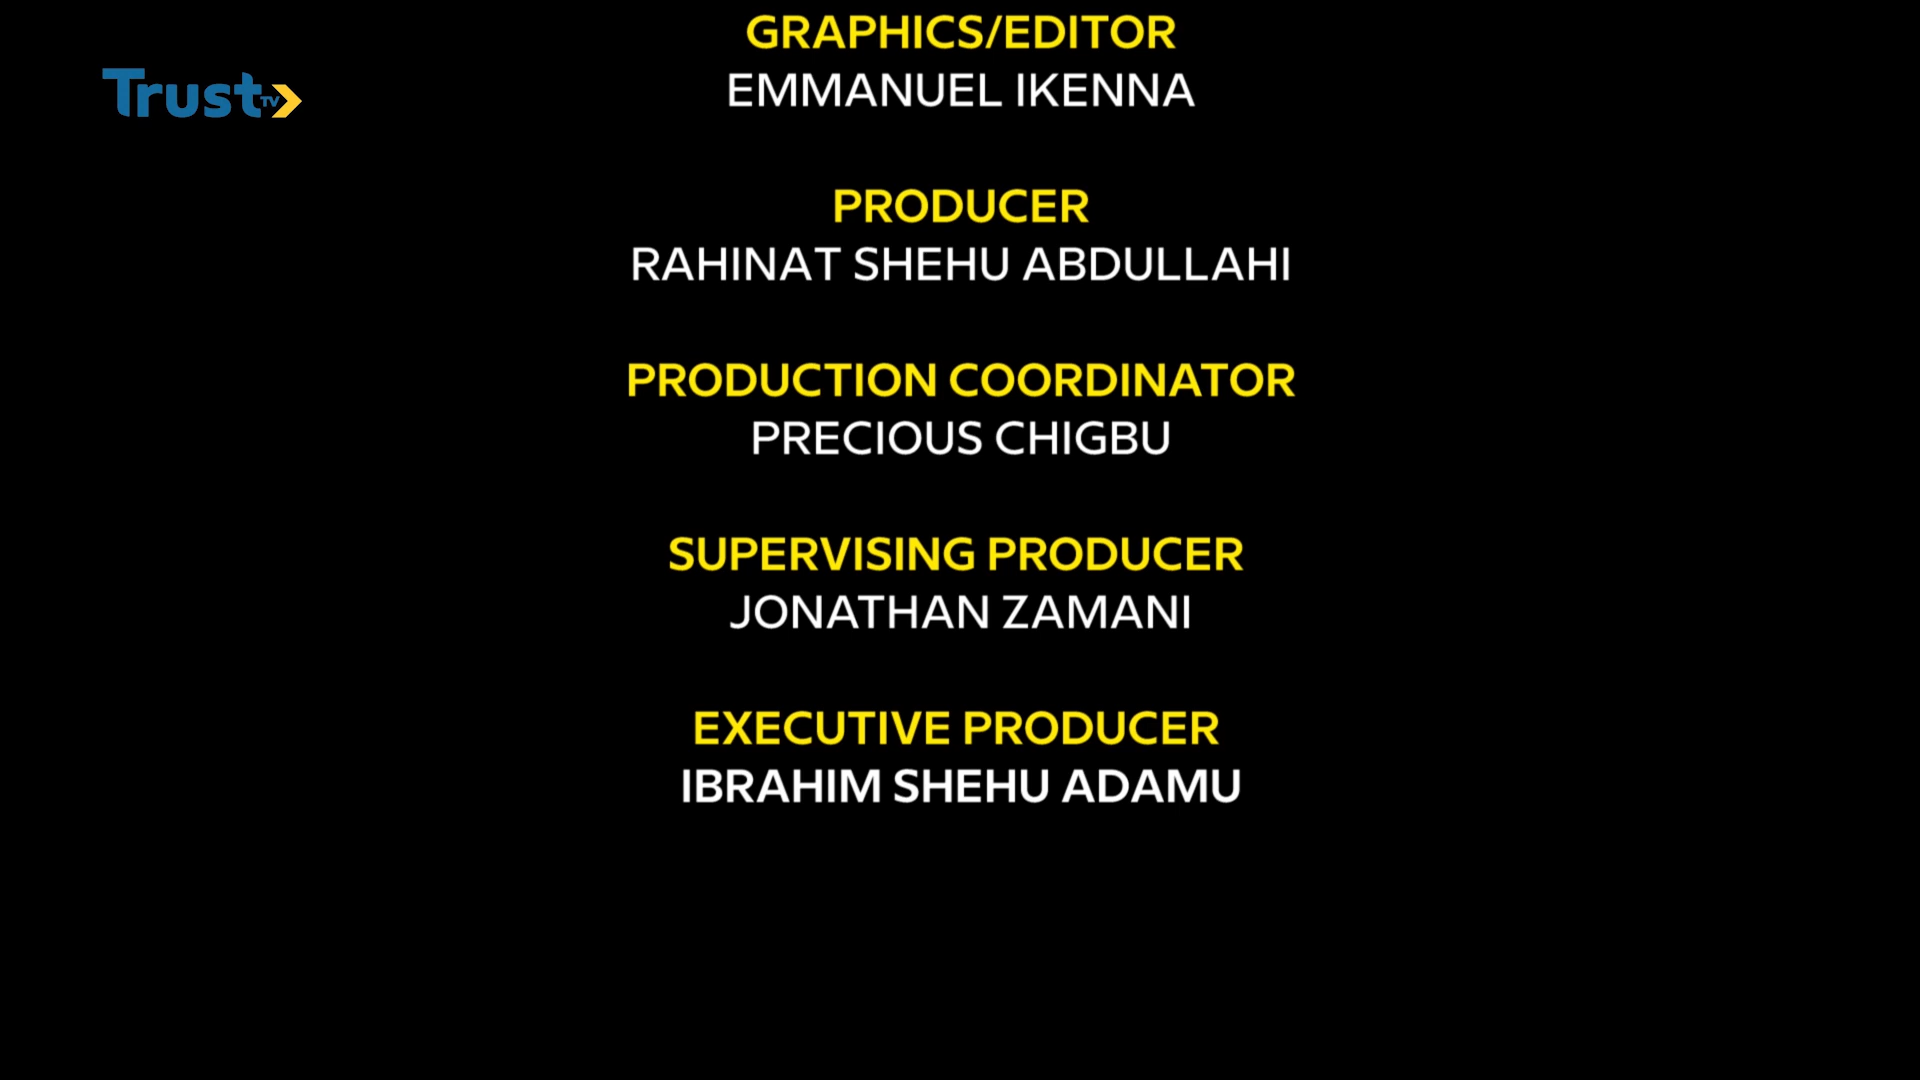 GRAPHICS/EDITOR
Trust TV
EMMANUEL IKENNA
PRODUCER
RAHINAT SHEHU ABDULLAHI
PRODUCTION COORDINATOR
PRECIOUS CHIGBU
SUPERVISING PRODUCER
JONATHAN ZAMANI
EXECUTIVE PRODUCER
IBRAHIM SHEHU ADAMU